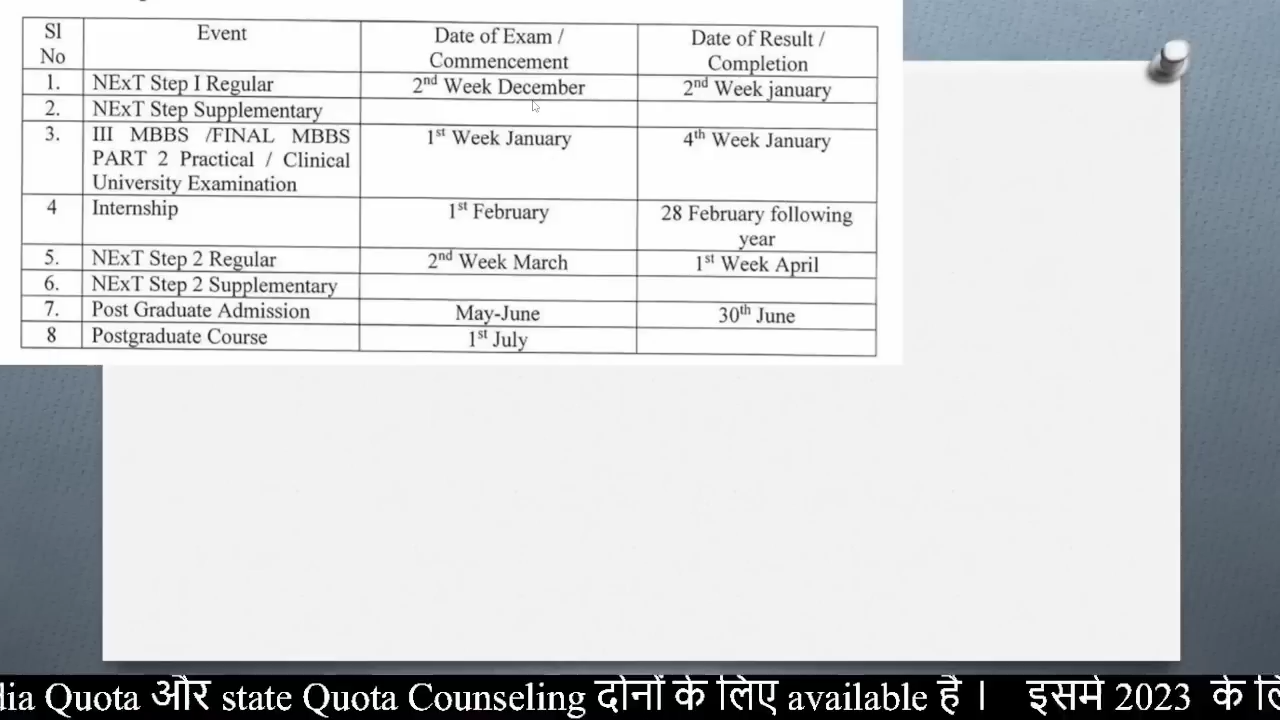 Sl No Event Date of Exam / Commencement Date of Result / Completion
1. NExT Step I Regular 2nd Week December 2nd Week january
2. NExT Step Supplementary
3. III MBBS /FINAL MBBS PART 2 Practical / Clinical University Examination 1st Week January 4th Week January
4 Internship 1st February 28 February following year
5. NExT Step 2 Regular 2nd Week March 1st Week April
6. NExT Step 2 Supplementary
7. Post Graduate Admission May-June 30th June
8 Postgraduate Course 1st July
Quota और state Quota Counseling दोनों के लिए available है । इसमें 2023 के